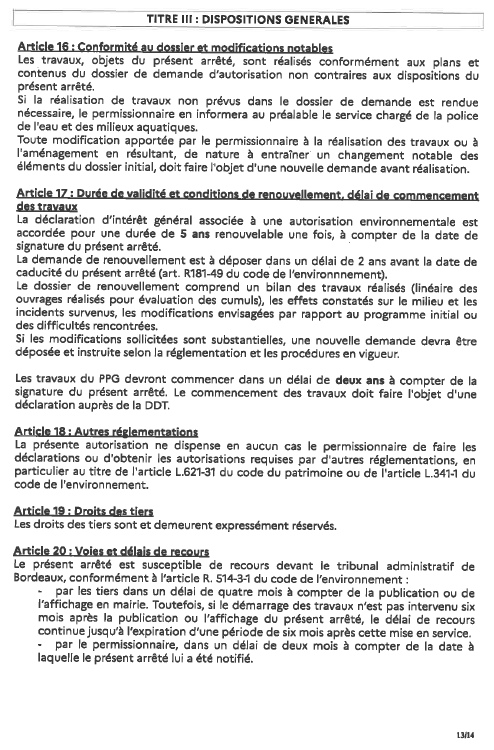 TITRE III : DISPOSITIONS GENERALES
Article 16 : Conformité au dossier et modifications notables
Les travaux, objets du présent arrêté, sont réalisés conformément aux plans et
contenus du dossier de demande d'autorisation non contraires aux dispositions du
présent arrêté.
Si la réalisation de travaux non prévus dans le dossier de demande est rendue
nécessaire, le permissionnaire en informera au préalable le service chargé de la police
de l'eau et des milieux aquatiques.
Toute modification apportée par le permissionnaire à la réalisation des travaux ou à
l'aménagement en résultant, de nature à entraîner un changement notable des
éléments du dossier initial, doit faire l'objet d'une nouvelle demande avant réalisation.
Article 17 : Durée de validité et conditions de renouvellement, délai de commencement
des travaux
La déclaration d'intérêt général associée à une autorisation environnementale est
accordée pour une durée de 5 ans renouvelable une fois, à compter de la date de
signature du présent arrêté.
La demande de renouvellement est à déposer dans un délai de 2 ans avant la date de
caducité du présent arrêté (art. R181-49 du code de l'environnnement).
Le dossier de renouvellement comprend un bilan des travaux réalisés (linéaire des
ouvrages réalisés pour évaluation des cumuls), les effets constatés sur le milieu et les
incidents survenus, les modifications envisagées par rapport au programme initial ou
des difficultés rencontrées.
Si les modifications sollicitées sont substantielles, une nouvelle demande devra être
déposée et instruite selon la réglementation et les procédures en vigueur.
Les travaux du PPG devront commencer dans un délai de deux ans à compter de la
signature du présent arrêté. Le commencement des travaux doit faire l'objet d'une
déclaration auprès de la DDT.
Article 18 : Autres réglementations
La présente autorisation ne dispense en aucun cas le permissionnaire de faire les
déclarations ou d'obtenir les autorisations requises par d'autres réglementations, en
particulier au titre de l'article L.621-31 du code du patrimoine ou de l'article L.341-1 du
code de l'environnement.
Article 19 : Droits des tiers
Les droits des tiers sont et demeurent expressément réservés.
Article 20 : Voies et délais de recours
Le présent arrêté est susceptible de recours devant le tribunal administratif de
Bordeaux, conformément à l'article R. 514-3-1 du code de l'environnement :
- par les tiers dans un délai de quatre mois à compter de la publication ou de
l'affichage en mairie. Toutefois, si le démarrage des travaux n'est pas intervenu six
mois après la publication ou l'affichage du présent arrêté, le délai de recours
continue jusqu'à l'expiration d'une période de six mois après cette mise en service.
- par le permissionnaire, dans un délai de deux mois à compter de la date à
laquelle le présent arrêté lui a été notifié.
13/14